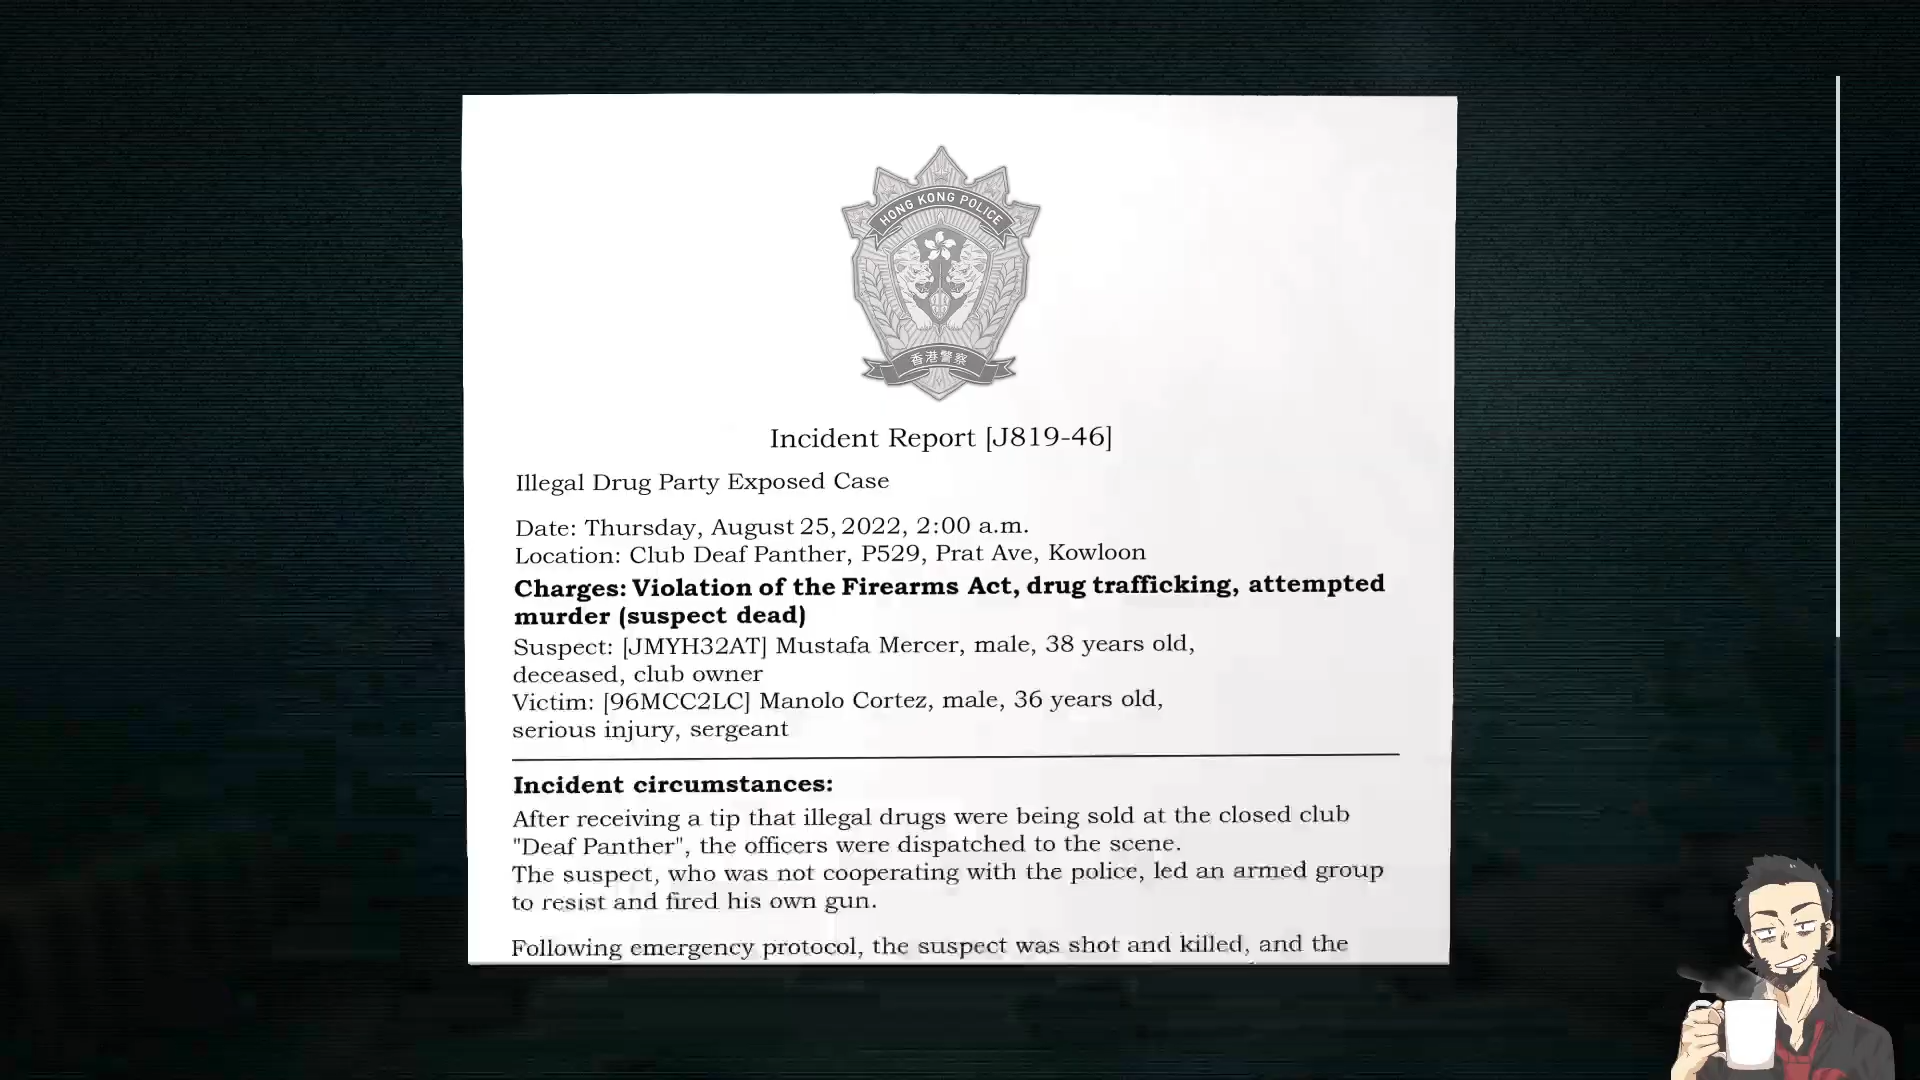 HONG KONG POLICE
香港警察
Incident Report [J819-46]
Illegal Drug Party Exposed Case
Date: Thursday, August 25, 2022, 2:00 a.m.
Location: Club Deaf Panther, P529, Prat Ave, Kowloon
Charges: Violation of the Firearms Act, drug trafficking, attempted
murder (suspect dead)
Suspect: [JMYH32AT] Mustafa Mercer, male, 38 years old,
deceased, club owner
Victim: [96MCC2LC] Manolo Cortez, male, 36 years old,
serious injury, sergeant
Incident circumstances:
After receiving a tip that illegal drugs were being sold at the closed club
"Deaf Panther", the officers were dispatched to the scene.
The suspect, who was not cooperating with the police, led an armed group
to resist and fired his own gun.
Following emergency protocol, the suspect was shot and killed, and the